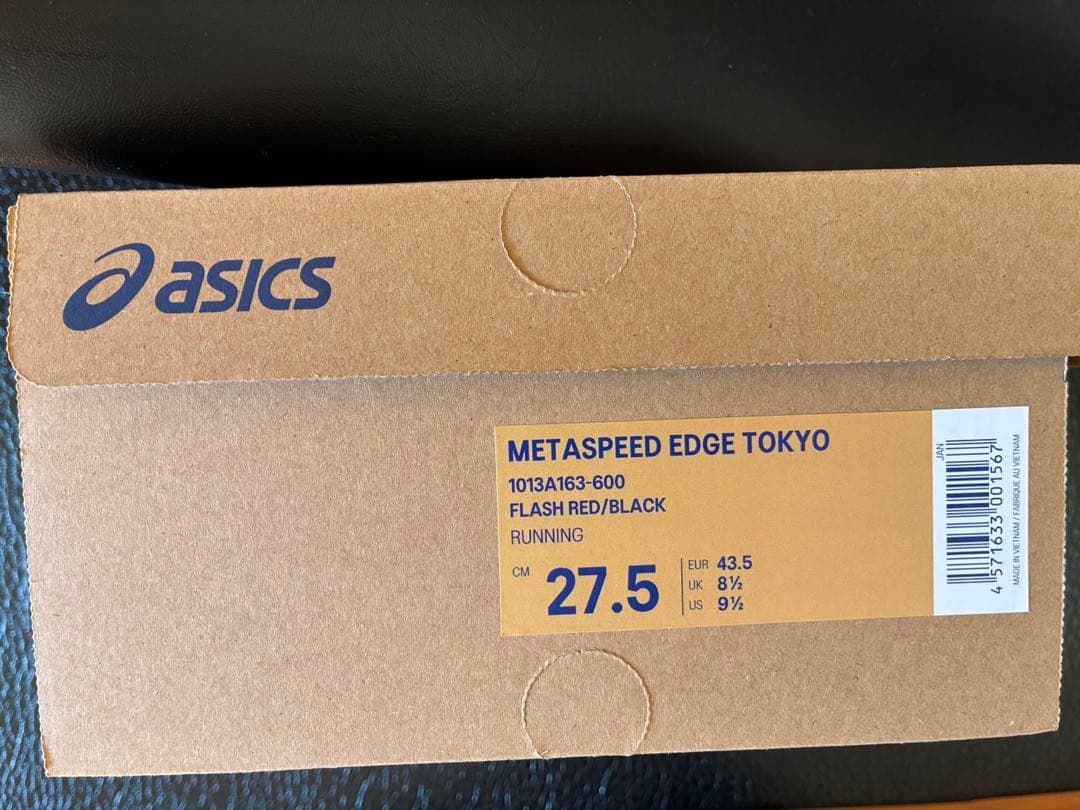 asics
METASPEED EDGE TOKYO
1013A163-600
FLASH RED/BLACK
RUNNING
CM 27.5
EUR 43.5
UK 8½
US 9½
JAN
4 571633 001567
MADE IN VIETNAM / FABRIQUÉ AU VIETNAM